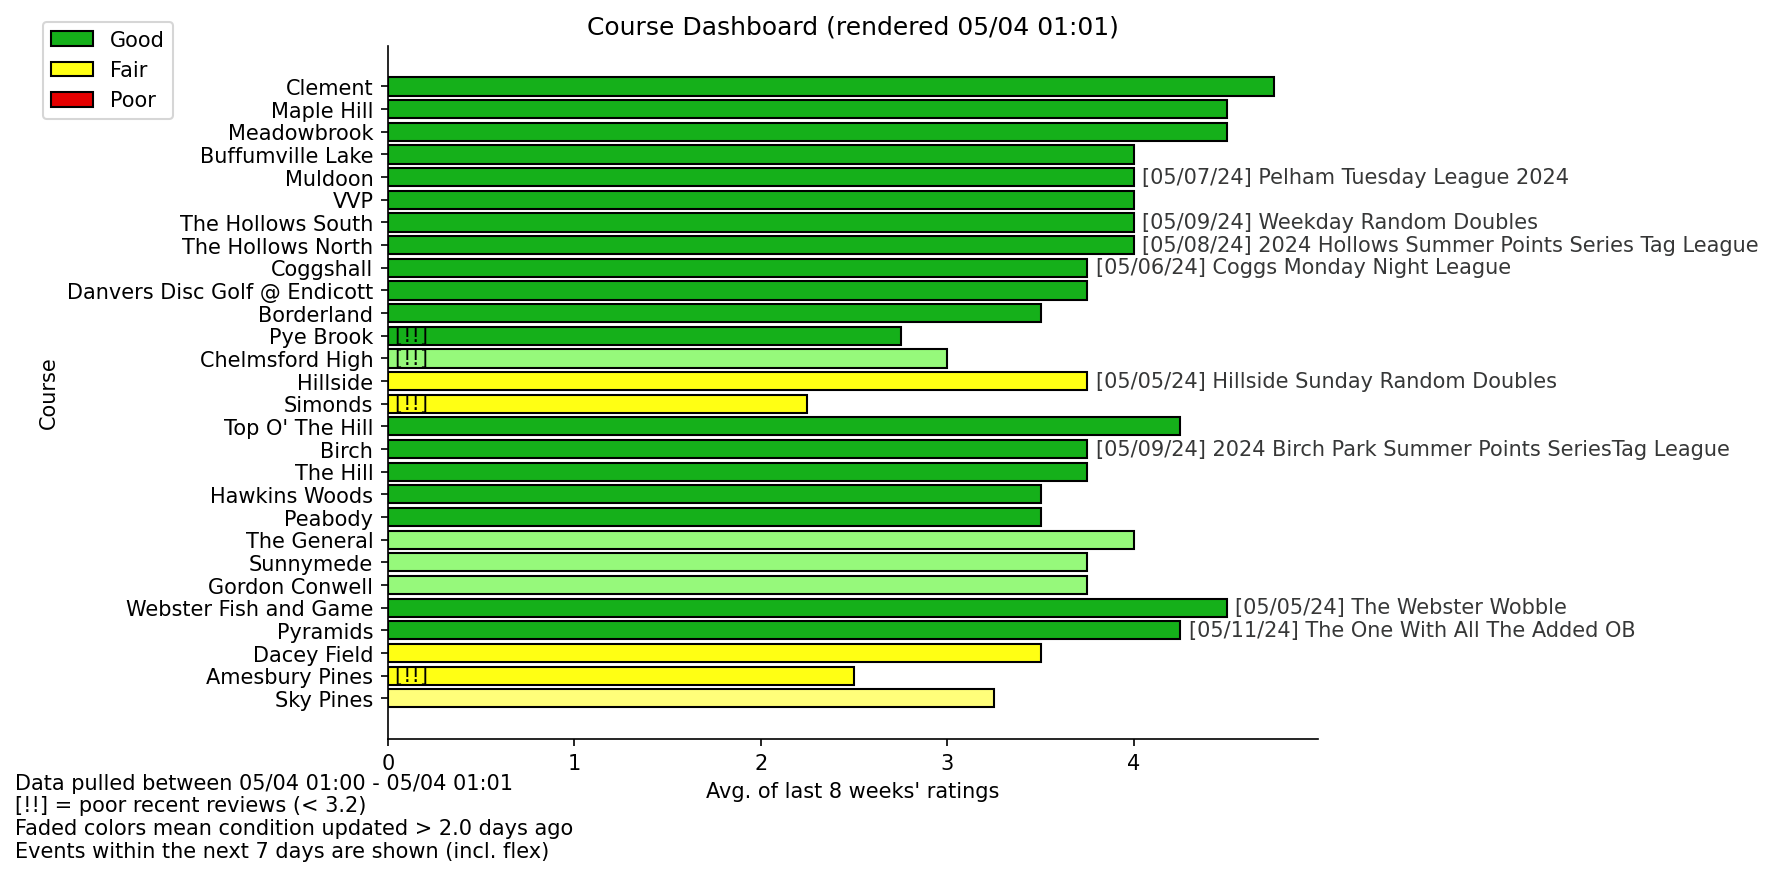 Course Dashboard (rendered 05/04 01:01)
Good
Fair
Poor
Course
Clement
Maple Hill
Meadowbrook
Buffumville Lake
Muldoon [05/07/24] Pelham Tuesday League 2024
VVP
The Hollows South [05/09/24] Weekday Random Doubles
The Hollows North [05/08/24] 2024 Hollows Summer Points Series Tag League
Coggshall [05/06/24] Coggs Monday Night League
Danvers Disc Golf @ Endicott
Borderland
Pye Brook [!!]
Chelmsford High [!!]
Hillside [05/05/24] Hillside Sunday Random Doubles
Simonds [!!]
Top O' The Hill
Birch [05/09/24] 2024 Birch Park Summer Points SeriesTag League
The Hill
Hawkins Woods
Peabody
The General
Sunnymede
Gordon Conwell
Webster Fish and Game [05/05/24] The Webster Wobble
Pyramids [05/11/24] The One With All The Added OB
Dacey Field
Amesbury Pines [!!]
Sky Pines
0 1 2 3 4
Avg. of last 8 weeks' ratings
Data pulled between 05/04 01:00 - 05/04 01:01
[!!] = poor recent reviews (< 3.2)
Faded colors mean condition updated > 2.0 days ago
Events within the next 7 days are shown (incl. flex)